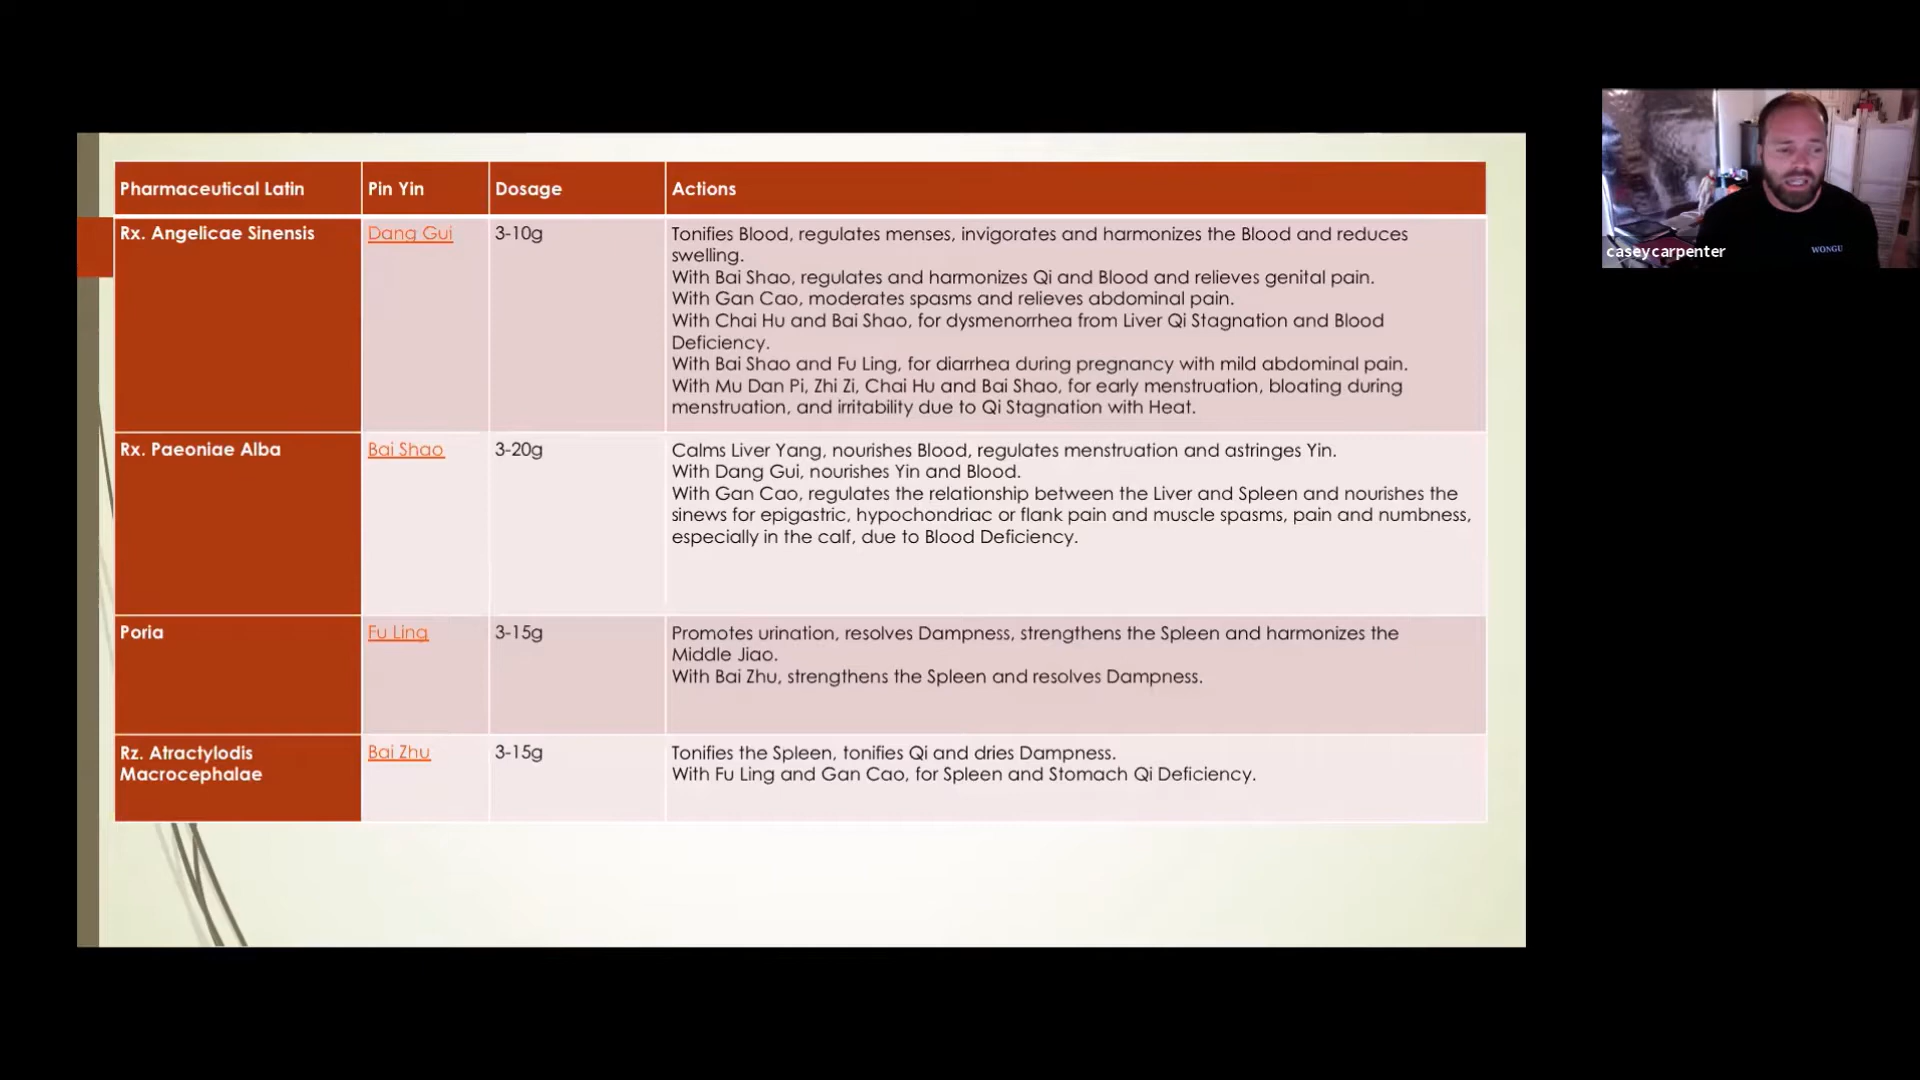 Pharmaceutical Latin
Pin Yin
Dosage
Actions
Rx. Angelicae Sinensis
Dang Gui
3-10g
Tonifies Blood, regulates menses, invigorates and harmonizes the Blood and reduces
swelling.
With Bai Shao, regulates and harmonizes Qi and Blood and relieves genital pain.
With Gan Cao, moderates spasms and relieves abdominal pain.
With Chai Hu and Bai Shao, for dysmenorrhea from Liver Qi Stagnation and Blood
Deficiency.
With Bai Shao and Fu Ling, for diarrhea during pregnancy with mild abdominal pain.
With Mu Dan Pi, Zhi Zi, Chai Hu and Bai Shao, for early menstruation, bloating during
menstruation, and irritability due to Qi Stagnation with Heat.
Rx. Paeoniae Alba
Bai Shao
3-20g
Calms Liver Yang, nourishes Blood, regulates menstruation and astringes Yin.
With Dang Gui, nourishes Yin and Blood.
With Gan Cao, regulates the relationship between the Liver and Spleen and nourishes the
sinews for epigastric, hypochondriac or flank pain and muscle spasms, pain and numbness,
especially in the calf, due to Blood Deficiency.
Poria
Fu Ling
3-15g
Promotes urination, resolves Dampness, strengthens the Spleen and harmonizes the
Middle Jiao.
With Bai Zhu, strengthens the Spleen and resolves Dampness.
Rz. Atractylodis
Macrocephalae
Bai Zhu
3-15g
Tonifies the Spleen, tonifies Qi and dries Dampness.
With Fu Ling and Gan Cao, for Spleen and Stomach Qi Deficiency.
WONGU
caseycarpenter